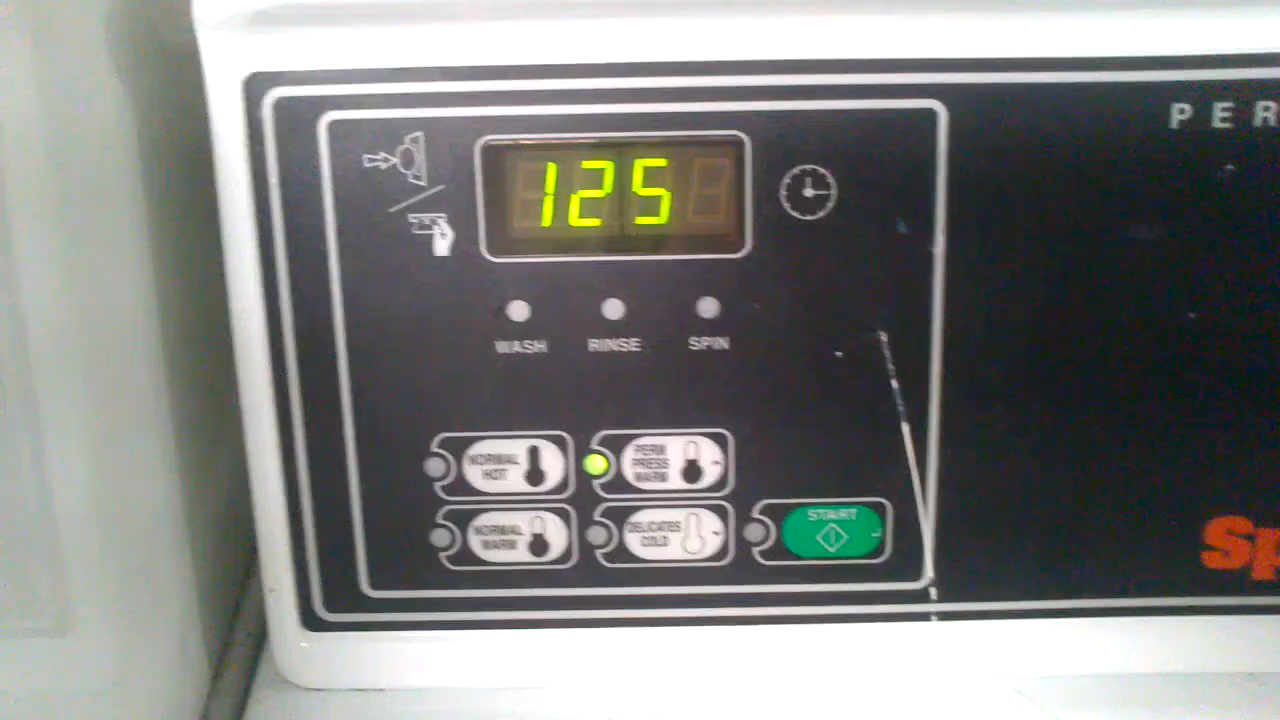 PER
125
WASH RINSE SPIN
NORMAL HOT
PERM PRESS WARM
NORMAL WARM
DELICATES COLD
START
Sp